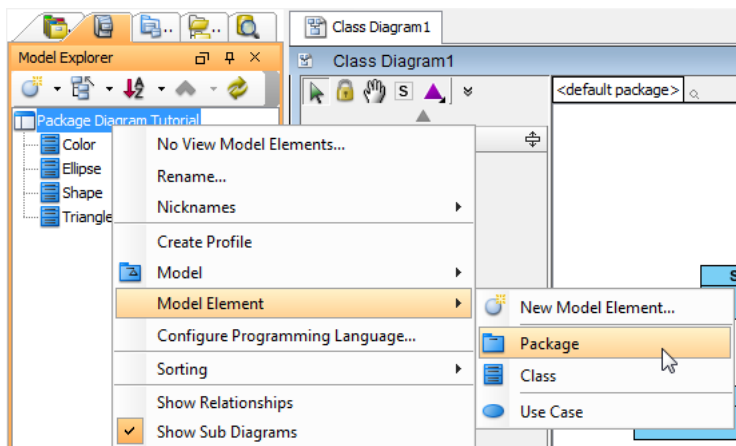 Class Diagram1
Model Explorer
Class Diagram1
S
<default package>
Package Diagram Tutorial
Color
Ellipse
Shape
Triangle
No View Model Elements...
Rename...
Nicknames
Create Profile
Model
Model Element
Configure Programming Language...
Sorting
Show Relationships
Show Sub Diagrams
New Model Element...
Package
Class
Use Case
S